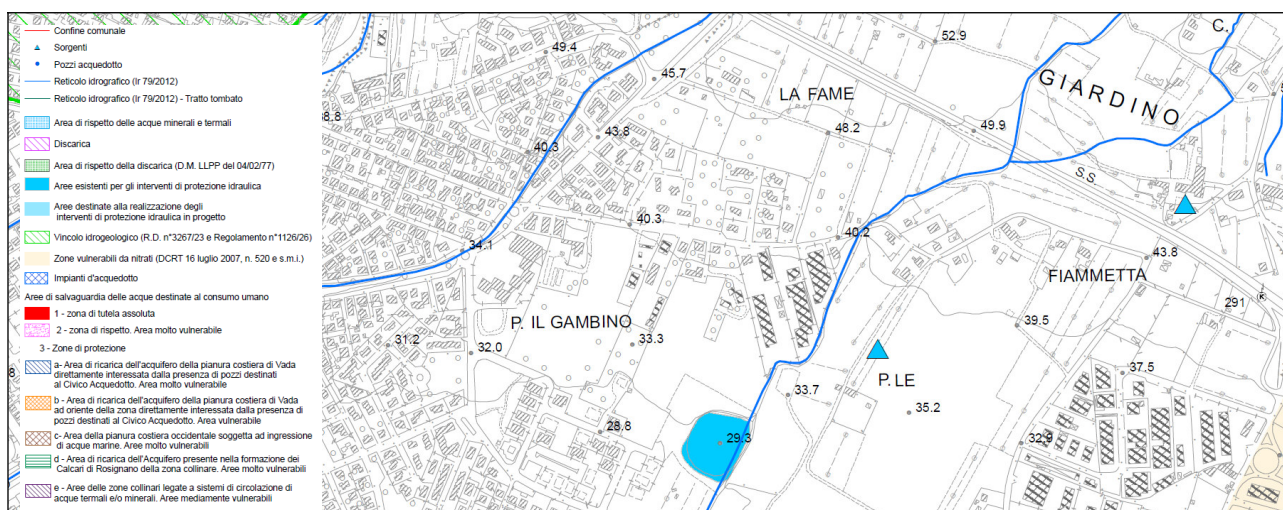 Confine comunale
Sorgenti
Pozzi acquedotto
Reticolo idrografico (lr 79/2012)
Reticolo idrografico (lr 79/2012) - Tratto tombato
Area di rispetto delle acque minerali e termali
Discarica
Area di rispetto della discarica (D.M. LLPP del 04/02/77)
Aree esistenti per gli interventi di protezione idraulica
Aree destinate alla realizzazione degli
interventi di protezione idraulica in progetto
Vincolo idrogeologico (R.D. n°3267/23 e Regolamento n°1126/26)
Zone vulnerabili da nitrati (DCRT 16 luglio 2007, n. 520 e s.m.i.)
Impianti d'acquedotto
Aree di salvaguardia delle acque destinate al consumo umano
1 - zona di tutela assoluta
2 - zona di rispetto. Area molto vulnerabile
3 - Zone di protezione
a- Area di ricarica dell'acquifero della pianura costiera di Vada
direttamente interessata dalla presenza di pozzi destinati
al Civico Acquedotto. Area molto vulnerabile
b - Area di ricarica dell'acquifero della pianura costiera di Vada
ad oriente della zona direttamente interessata dalla presenza di
pozzi destinati al Civico Acquedotto. Area vulnerabile
c- Area della pianura costiera occidentale soggetta ad ingressione
di acque marine. Aree molto vulnerabili
d - Area di ricarica dell'Acquifero presente nella formazione dei
Calcari di Rosignano della zona collinare. Aree molto vulnerabili
e - Aree delle zone collinari legate a sistemi di circolazione di
acque termali e/o minerali. Aree mediamente vulnerabili
49.4
52.9
C.
45.7
LA FAME
GIARDINO
38.8
43.8
48.2
49.9
40.3
S.S.
40.3
40.2
34.1
43.8
FIAMMETTA
291
P. IL GAMBINO
39.5
31.2
32.0
33.3
P.LE
37.5
33.7
35.2
28.8
29.3
32.9